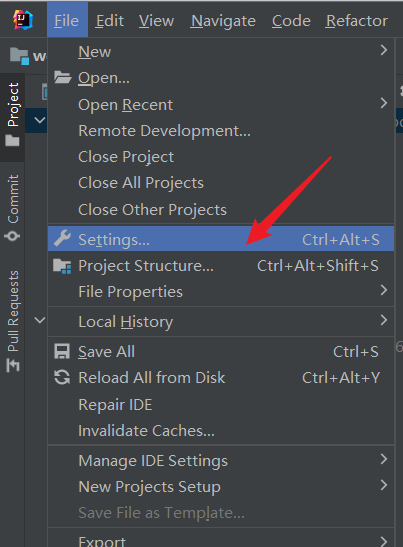 File Edit View Navigate Code Refactor
New
Open...
Open Recent
Remote Development...
Close Project
Close All Projects
Close Other Projects
Settings... Ctrl+Alt+S
Project Structure... Ctrl+Alt+Shift+S
File Properties
Local History
Save All Ctrl+S
Reload All from Disk Ctrl+Alt+Y
Repair IDE
Invalidate Caches...
Manage IDE Settings
New Projects Setup
Save File as Template...
Export
Project
Commit
Pull Requests